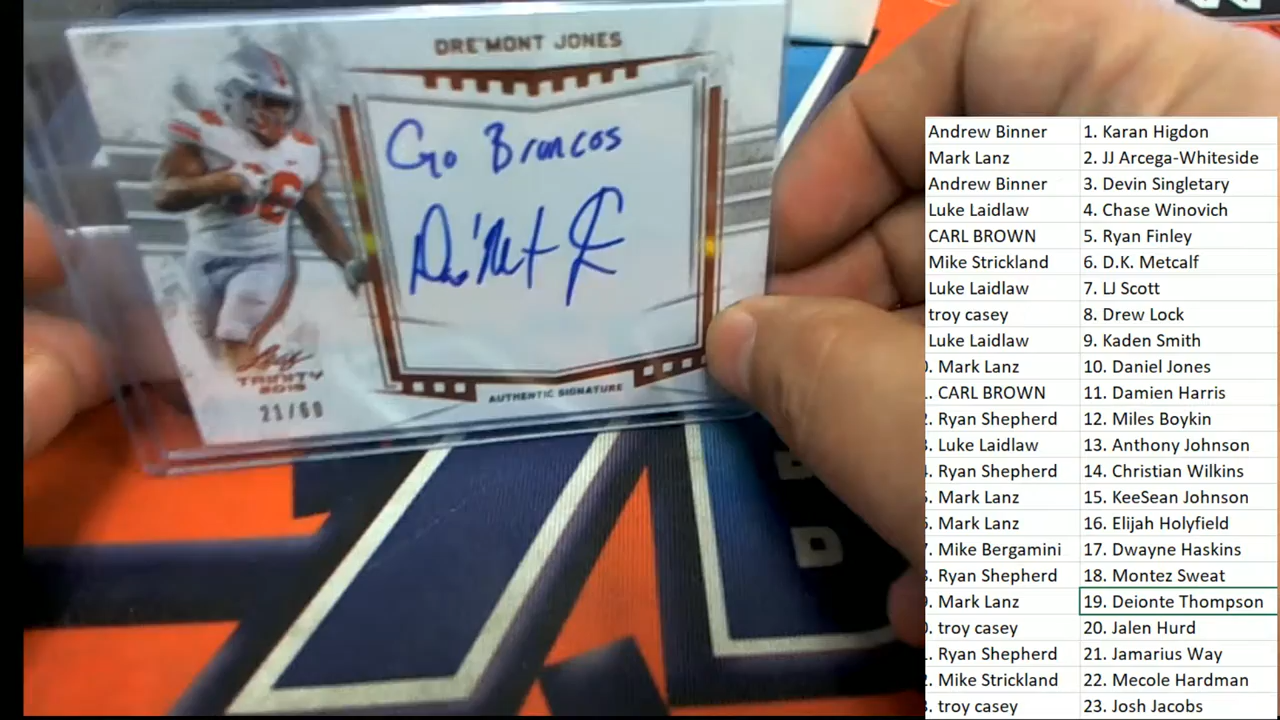 DRE'MONT JONES
Go Broncos
TRINITY
21/60
AUTHENTIC SIGNATURE
Andrew Binner 1. Karan Higdon
Mark Lanz 2. JJ Arcega-Whiteside
Andrew Binner 3. Devin Singletary
Luke Laidlaw 4. Chase Winovich
CARL BROWN 5. Ryan Finley
Mike Strickland 6. D.K. Metcalf
Luke Laidlaw 7. LJ Scott
troy casey 8. Drew Lock
Luke Laidlaw 9. Kaden Smith
Mark Lanz 10. Daniel Jones
CARL BROWN 11. Damien Harris
Ryan Shepherd 12. Miles Boykin
Luke Laidlaw 13. Anthony Johnson
Ryan Shepherd 14. Christian Wilkins
Mark Lanz 15. KeeSean Johnson
Mark Lanz 16. Elijah Holyfield
Mike Bergamini 17. Dwayne Haskins
Ryan Shepherd 18. Montez Sweat
Mark Lanz 19. Deionte Thompson
troy casey 20. Jalen Hurd
Ryan Shepherd 21. Jamarius Way
Mike Strickland 22. Mecole Hardman
troy casey 23. Josh Jacobs